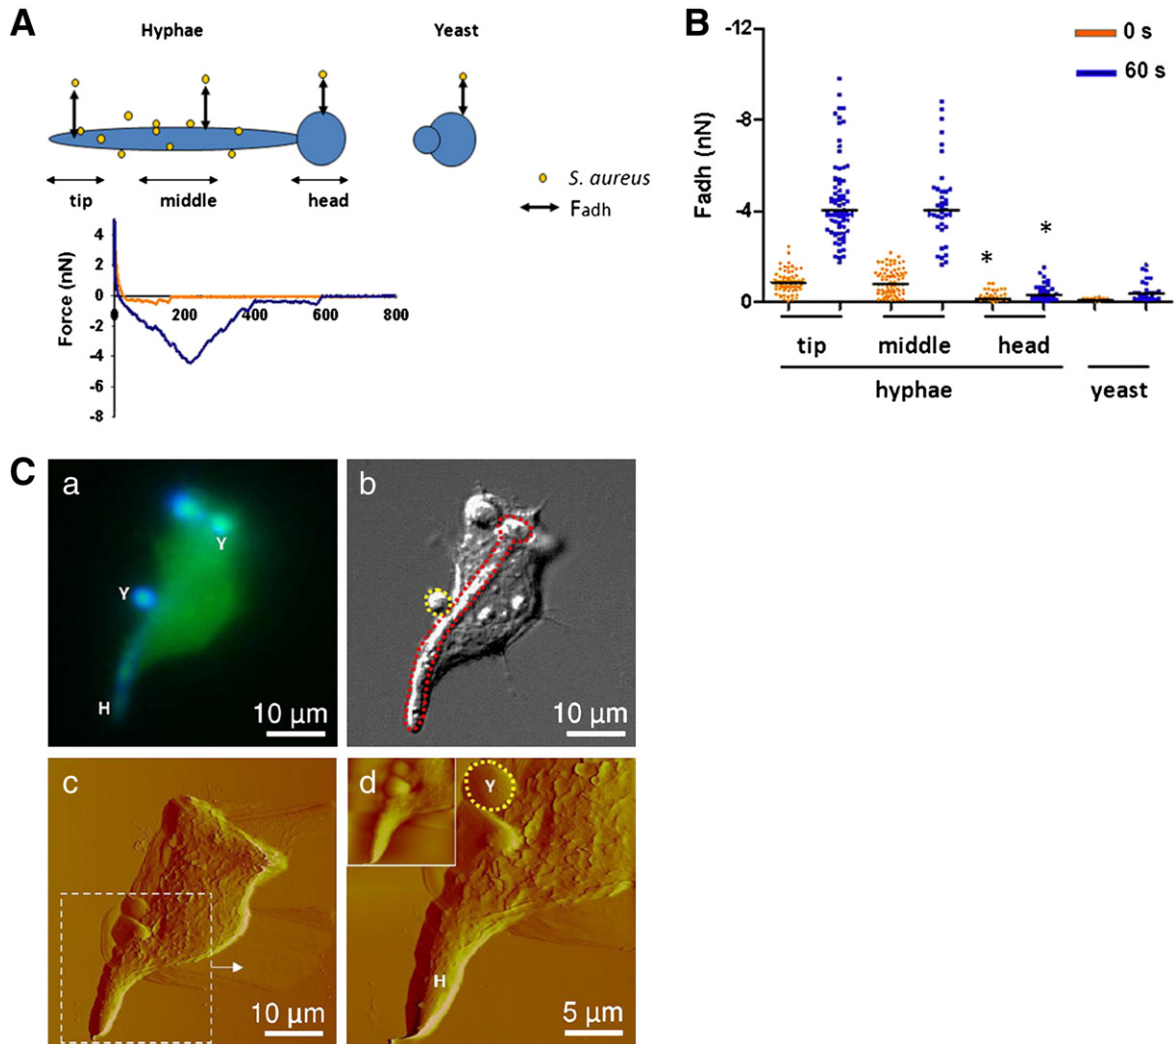 A
Hyphae
Yeast
tip
middle
head
S. aureus
Fadh
Force (nN)
4
2
0
-2
-4
-6
-8
0
200
400
600
800
B
Fadh (nN)
-12
-8
-4
0
0 s
60 s
*
*
tip
middle
head
hyphae
yeast
C
a
Y
Y
H
10 µm
b
10 µm
c
10 µm
d
Y
H
5 µm